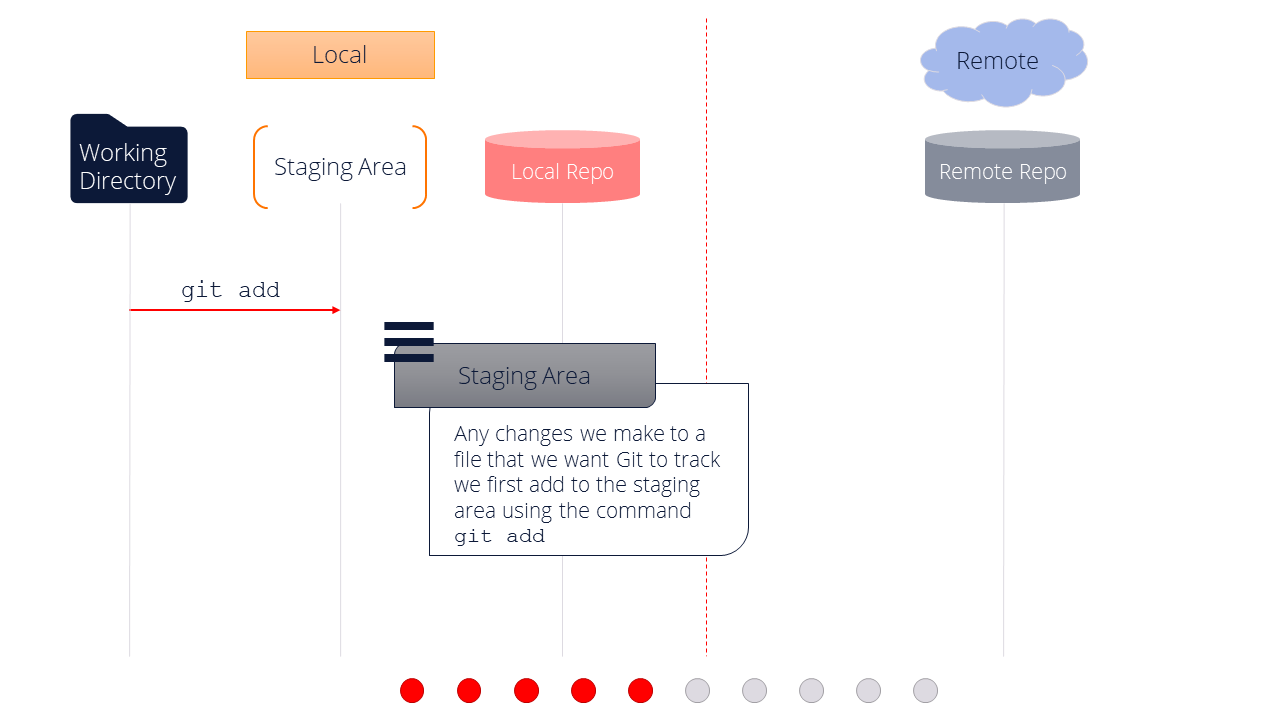 Local
Remote
Working
Directory
Staging Area
Local Repo
Remote Repo
git add
Staging Area
Any changes we make to a
file that we want Git to track
we first add to the staging
area using the command
git add